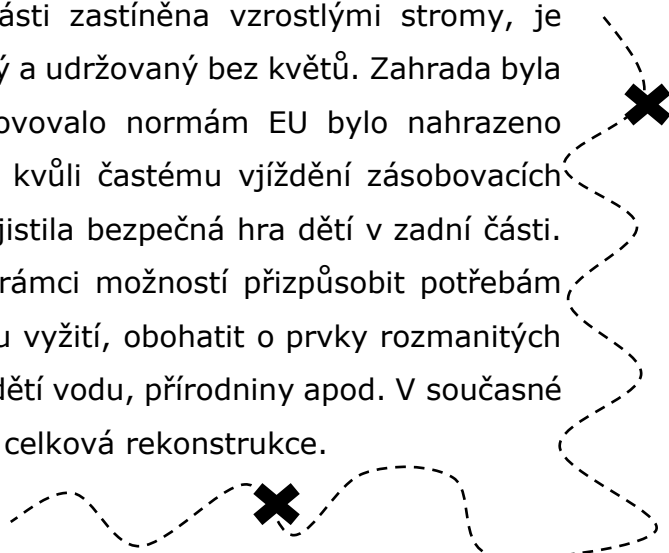 ásti zastíněna vzrostlými stromy, je
ý a udržovaný bez květů. Zahrada byla
ovovalo normám EU bylo nahrazeno
kvůli častému vjíždění zásobovacích
jistila bezpečná hra dětí v zadní části.
rámci možností přizpůsobit potřebám
u vyžití, obohatit o prvky rozmanitých
dětí vodu, přírodniny apod. V současné
celková rekonstrukce.